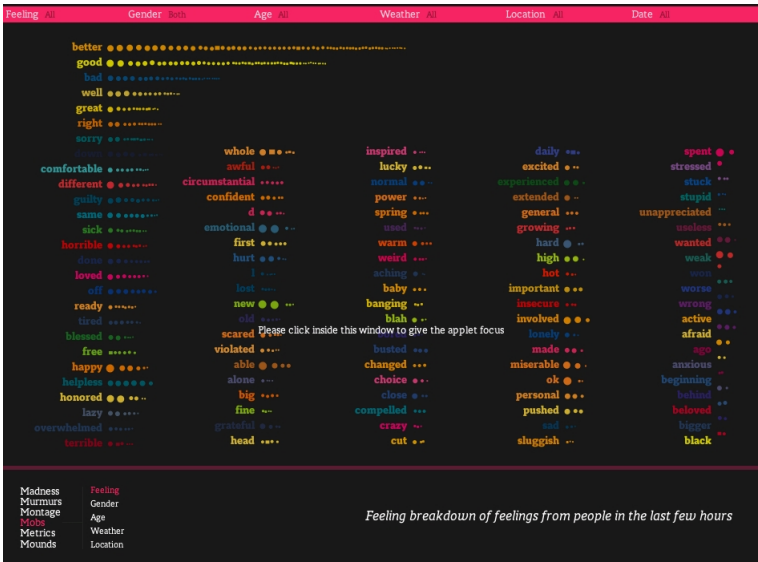 Feeling All Gender Both Age All Weather All Location All Date All
better
good
bad
well
great
right
sorry
down
comfortable
different
guilty
same
sick
horrible
done
loved
off
ready
tired
blessed
free
happy
helpless
honored
lazy
overwhelmed
terrible
whole
awful
circumstantial
confident
d
emotional
first
hurt
l
lost
new
old
scared
violated
able
alone
big
fine
grateful
head
inspired
lucky
normal
power
spring
used
warm
weird
aching
baby
banging
blah
busted
changed
choice
close
compelled
crazy
cut
daily
excited
experienced
extended
general
growing
hard
high
hot
important
insecure
involved
lonely
made
miserable
ok
personal
pushed
sad
sluggish
spent
stressed
stuck
stupid
unappreciated
useless
wanted
weak
won
worse
wrong
active
afraid
ago
anxious
beginning
behind
beloved
bigger
black
Please click inside this window to give the applet focus
Madness
Murmurs
Montage
Mobs
Metrics
Mounds
Feeling
Gender
Age
Weather
Location
Feeling breakdown of feelings from people in the last few hours